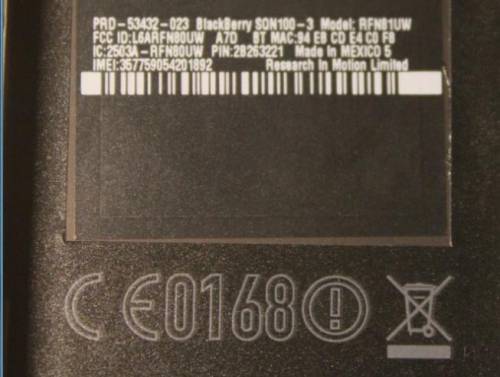 PRD-53432-023 BlackBerry SQN100-3 Model: RFN81UW
FCC ID:L6ARFN80UW A7D BT MAC:94 EB CD E4 C0 FB
IC:2503A-RFN80UW PIN:2B263221 Made in MEXICO 5
IMEI:357759054201892 Research In Motion Limited
CE0168